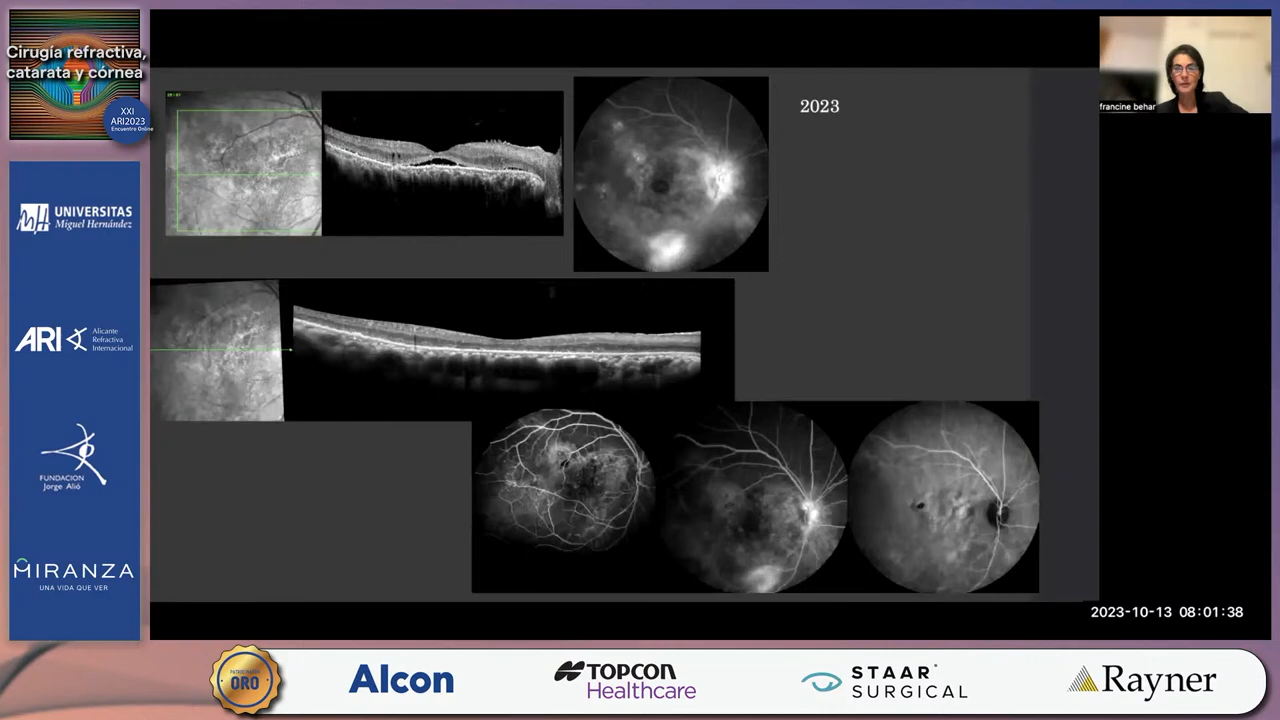 Cirugía refractiva,
catarata y córnea
XXI
ARI2023
Encuentro Online
UNIVERSITAS
Miguel Hernández
ARI
Alicante
Refractiva
Internacional
FUNDACION
Jorge Alió
MIRANZA
UNA VIDA QUE VER
2023
francine behar
2023-10-13 08:01:38
PATROCINADOR
ORO
Alcon
TOPCON
Healthcare
STAAR
SURGICAL
Rayner